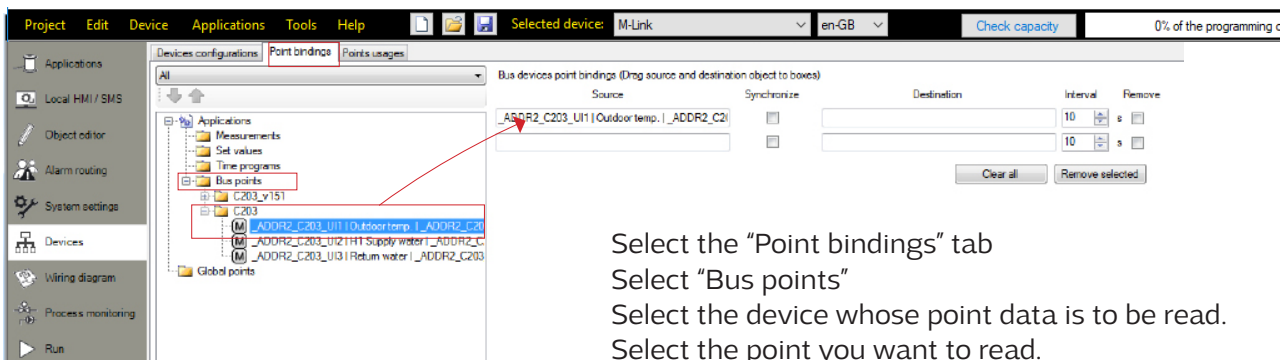 Project Edit Device Applications Tools Help Selected device: M-Link en-GB Check capacity 0% of the programming
Applications
Local HMI / SMS
Object editor
Alarm routing
System settings
Devices
Wiring diagram
Process monitoring
Run
Devices configurations Point bindings Points usages
All
Applications
Measurements
Set values
Time programs
Bus points
C203_v151
C203
M _ADDR2_C203_UI1 | Outdoor temp. | _ADDR2_C20
M _ADDR2_C203_UI2 | H1 Supply water | _ADDR2_C
M _ADDR2_C203_UI3 | Return water | _ADDR2_C203
Global points
Bus devices point bindings (Drag source and destination object to boxes)
Source Synchronize Destination Interval Remove
_ADDR2_C203_UI1 | Outdoor temp. | _ADDR2_C2 10 s
10 s
Clear all Remove selected
Select the “Point bindings” tab
Select “Bus points”
Select the device whose point data is to be read.
Select the point you want to read.